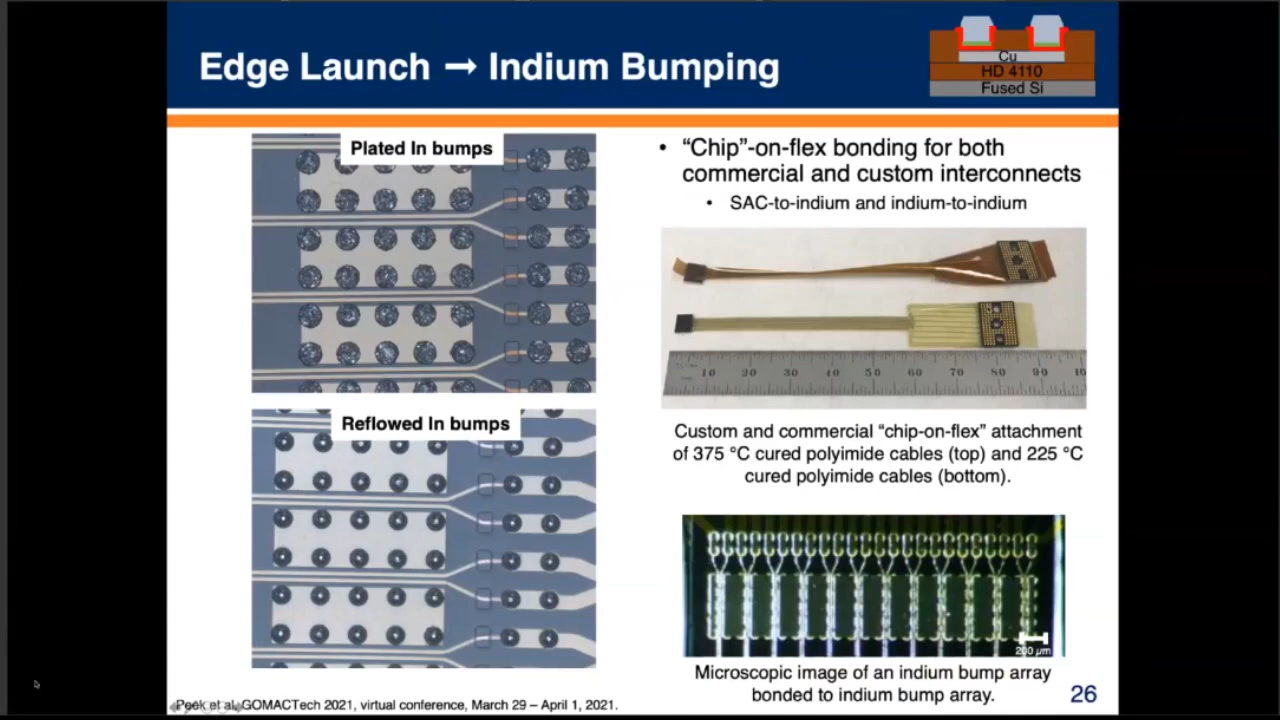 Edge Launch → Indium Bumping
Cu
HD 4110
Fused Si
Plated In bumps
Reflowed In bumps
• “Chip”-on-flex bonding for both
commercial and custom interconnects
• SAC-to-indium and indium-to-indium
10 20 30 40 50 60 70 80 90 10
Custom and commercial “chip-on-flex” attachment
of 375 °C cured polyimide cables (top) and 225 °C
cured polyimide cables (bottom).
200 µm
Microscopic image of an indium bump array
bonded to indium bump array.
Peek et al, GOMACTech 2021, virtual conference, March 29 – April 1, 2021.
26